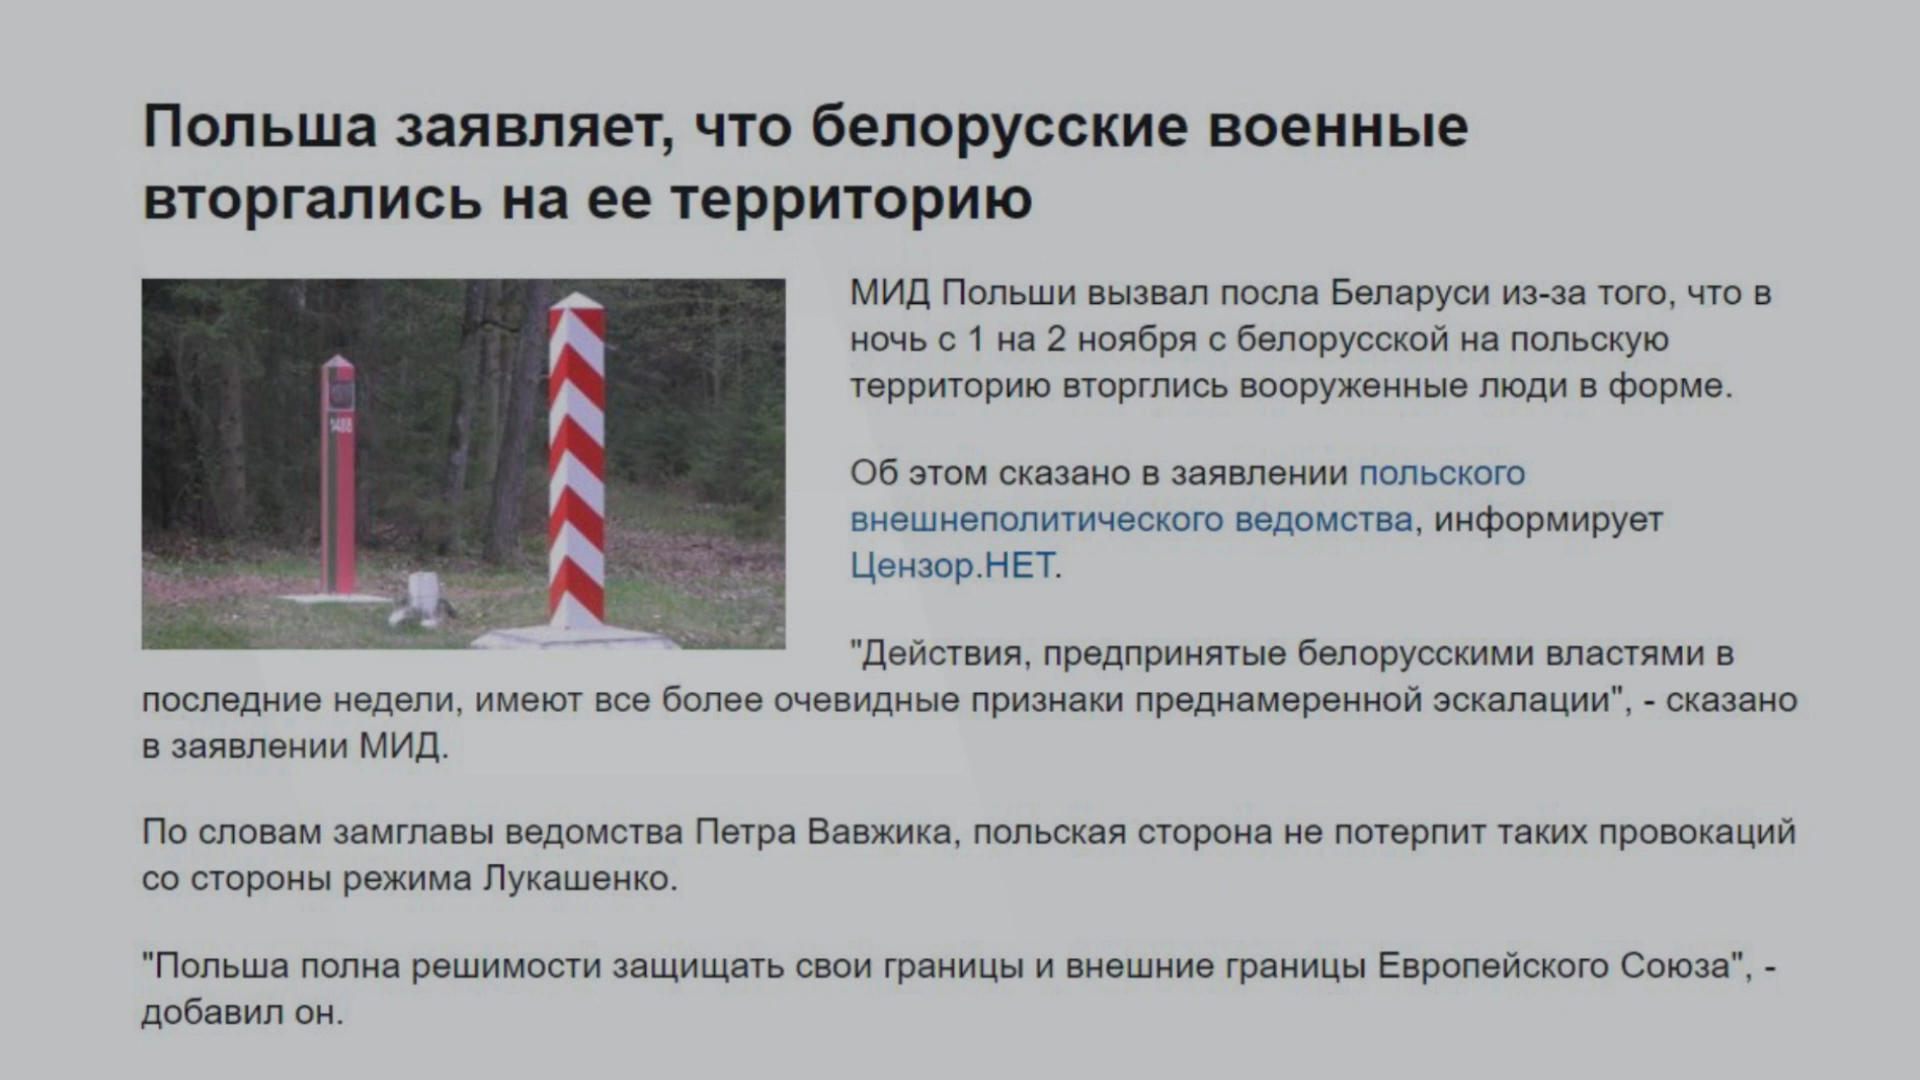 Польша заявляет, что белорусские военные
вторгались на ее территорию
МИД Польши вызвал посла Беларуси из-за того, что в
ночь с 1 на 2 ноября с белорусской на польскую
территорию вторглись вооруженные люди в форме.
Об этом сказано в заявлении польского
внешнеполитического ведомства, информирует
Цензор.НЕТ.
"Действия, предпринятые белорусскими властями в
последние недели, имеют все более очевидные признаки преднамеренной эскалации", - сказано
в заявлении МИД.
По словам замглавы ведомства Петра Вавжика, польская сторона не потерпит таких провокаций
со стороны режима Лукашенко.
"Польша полна решимости защищать свои границы и внешние границы Европейского Союза", -
добавил он.